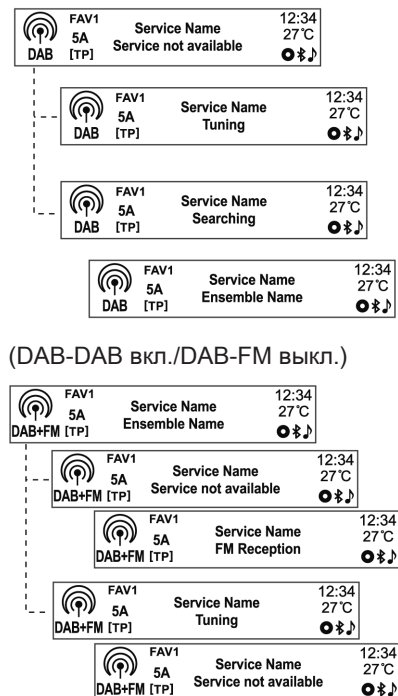 FAV1 12:34
5A Service Name 27℃
DAB [TP] Service not available
FAV1 12:34
5A Service Name 27℃
DAB [TP] Tuning
FAV1 12:34
5A Service Name 27℃
DAB [TP] Searching
FAV1 12:34
5A Service Name 27℃
DAB [TP] Ensemble Name
(DAB-DAB вкл./DAB-FM выкл.)
FAV1 12:34
5A Service Name 27℃
DAB+FM [TP] Ensemble Name
FAV1 12:34
5A Service Name 27℃
DAB+FM [TP] Service not available
FAV1 12:34
5A Service Name 27℃
DAB+FM [TP] FM Reception
FAV1 12:34
5A Service Name 27℃
DAB+FM [TP] Tuning
FAV1 12:34
5A Service Name 27℃
DAB+FM [TP] Service not available